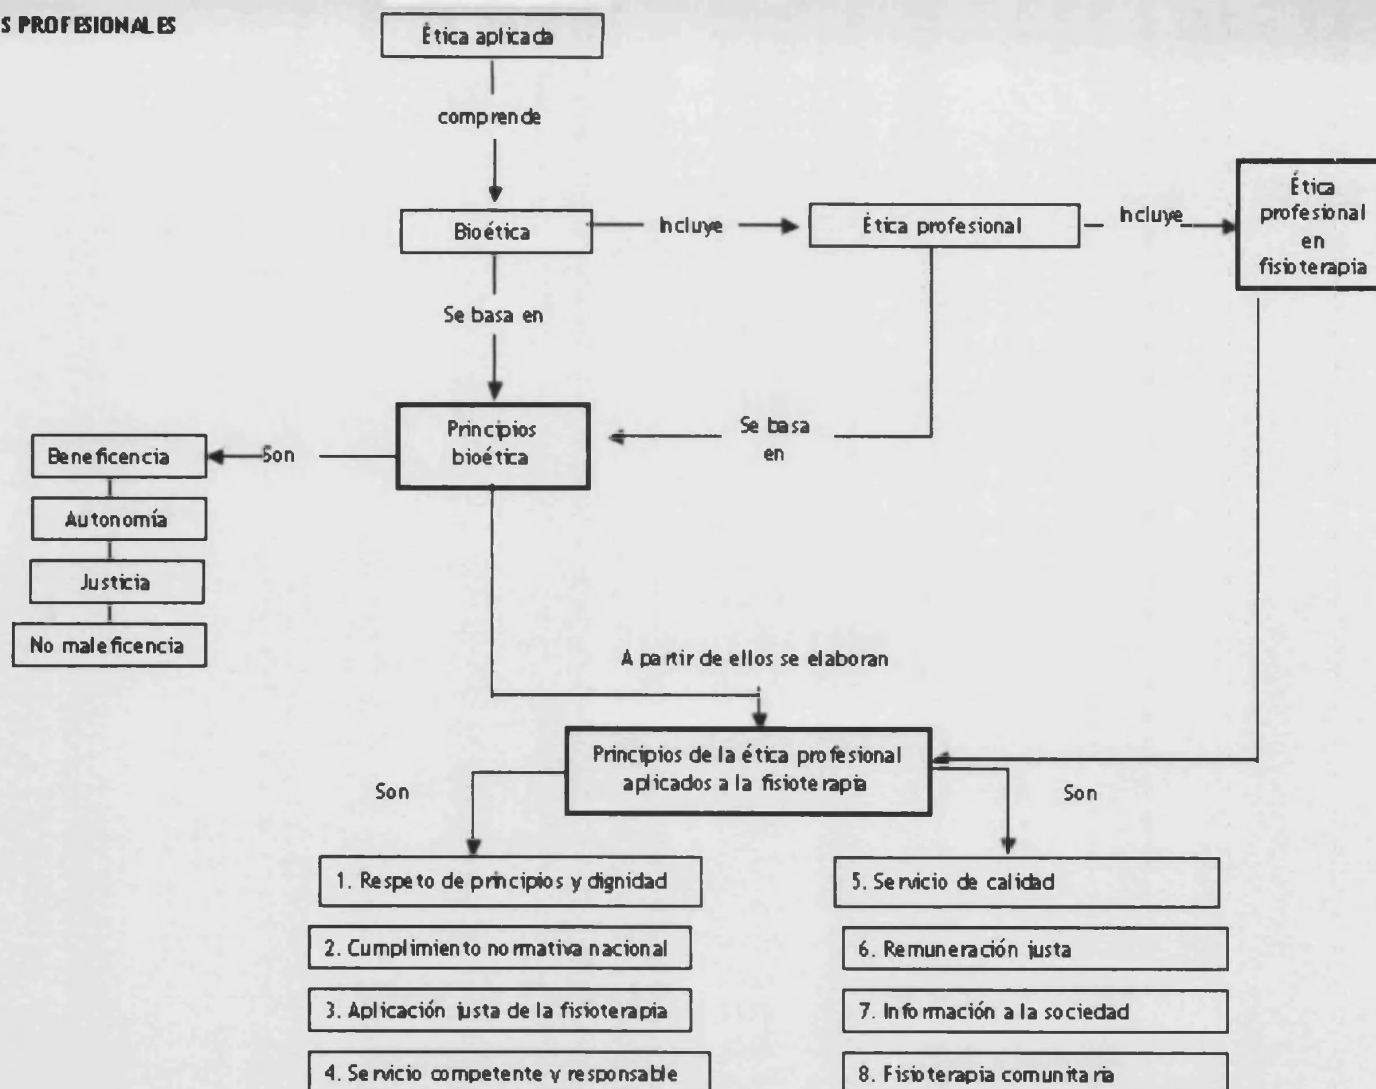 S PROFESIONALES
Ética aplicada
comprende
Bioética
Incluye
Ética profesional
Incluye
Ética
profesional
en
fisioterapia
Se basa en
Principios
bioética
Se basa
en
Son
Beneficencia
Autonomía
Justicia
No maleficencia
A partir de ellos se elaboran
Principios de la ética profesional
aplicados a la fisioterapia
Son
Son
1. Respeto de principios y dignidad
2. Cumplimiento normativa nacional
3. Aplicación justa de la fisioterapia
4. Servicio competente y responsable
5. Servicio de calidad
6. Remuneración justa
7. Información a la sociedad
8. Fisioterapia comunitaria